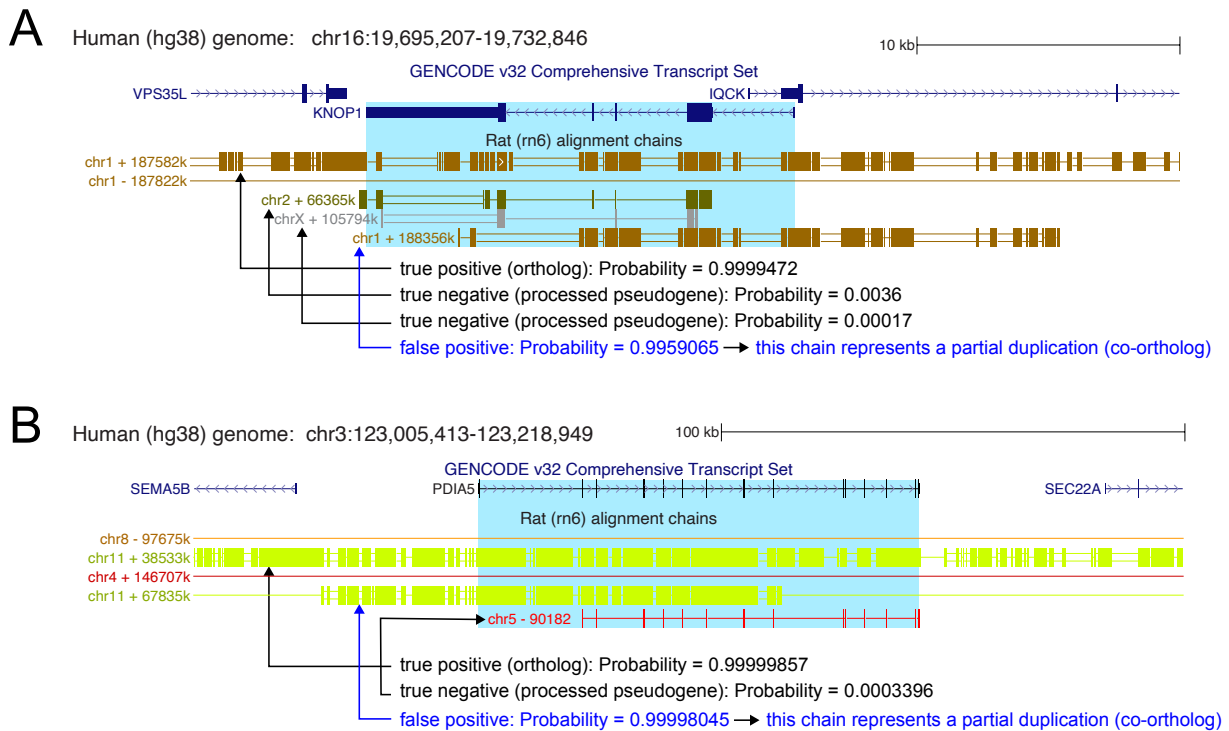 A
Human (hg38) genome: chr16:19,695,207-19,732,846
10 kb
GENCODE v32 Comprehensive Transcript Set
VPS35L
IQCK
KNOP1
Rat (rn6) alignment chains
chr1 + 187582k
chr1 - 187822k
chr2 + 66365k
chrX + 105794k
chr1 + 188356k
true positive (ortholog): Probability = 0.9999472
true negative (processed pseudogene): Probability = 0.0036
true negative (processed pseudogene): Probability = 0.00017
false positive: Probability = 0.9959065 → this chain represents a partial duplication (co-ortholog)
B
Human (hg38) genome: chr3:123,005,413-123,218,949
100 kb
GENCODE v32 Comprehensive Transcript Set
SEMA5B
PDIA5
SEC22A
Rat (rn6) alignment chains
chr8 - 97675k
chr11 + 38533k
chr4 + 146707k
chr11 + 67835k
chr5 - 90182
true positive (ortholog): Probability = 0.99999857
true negative (processed pseudogene): Probability = 0.0003396
false positive: Probability = 0.99998045 → this chain represents a partial duplication (co-ortholog)